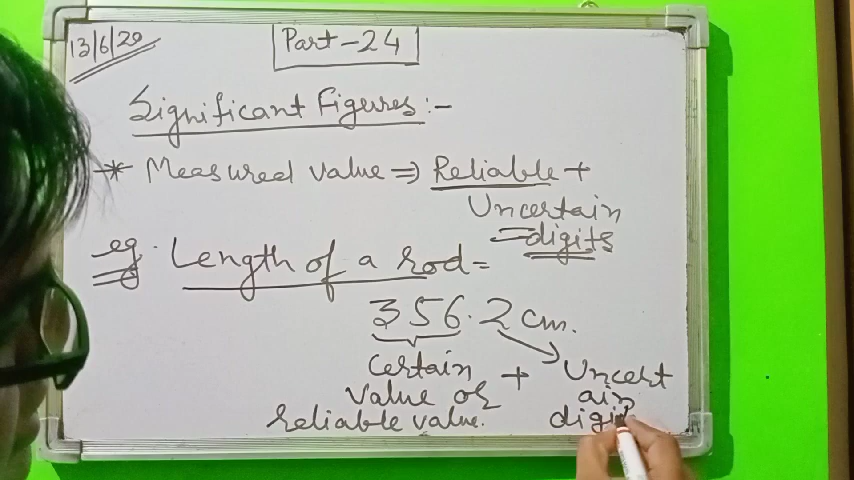 13/6/20
Part-24
Significant Figures:-
* Measured value => Reliable +
Uncertain
digits
eg. Length of a rod =
356.2 cm.
Certain + Uncert
value or ain
reliable value. digit